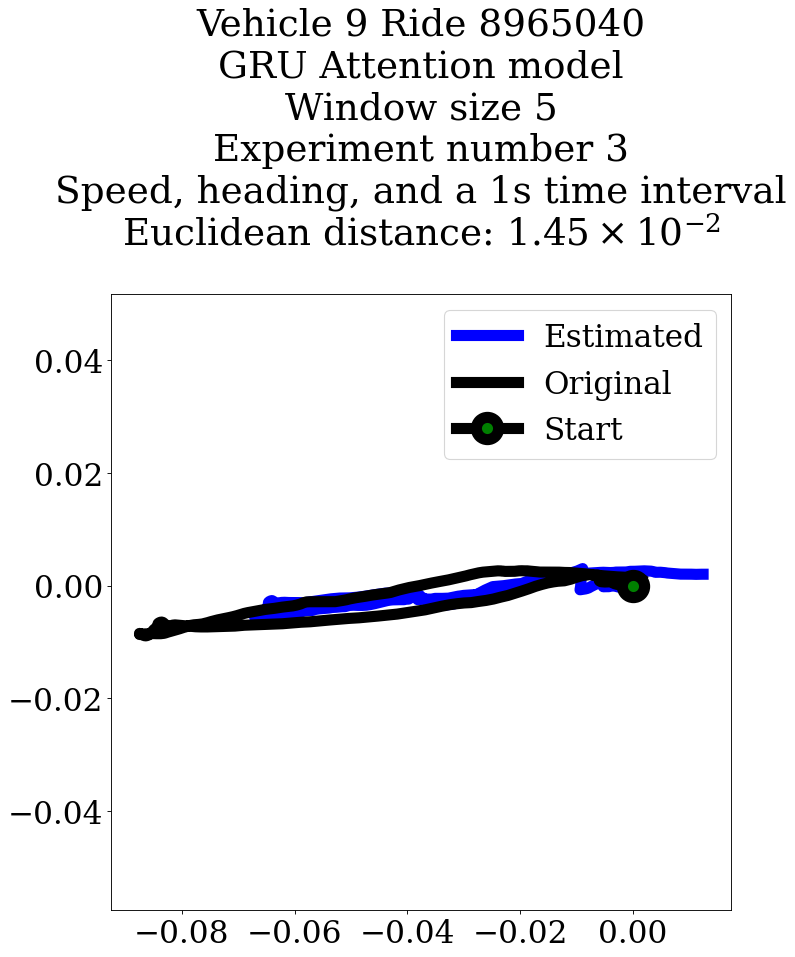 Vehicle 9 Ride 8965040
GRU Attention model
Window size 5
Experiment number 3
Speed, heading, and a 1s time interval
Euclidean distance: 1.45 × 10⁻²
Estimated
Original
Start
0.04
0.02
0.00
−0.02
−0.04
−0.08 −0.06 −0.04 −0.02 0.00